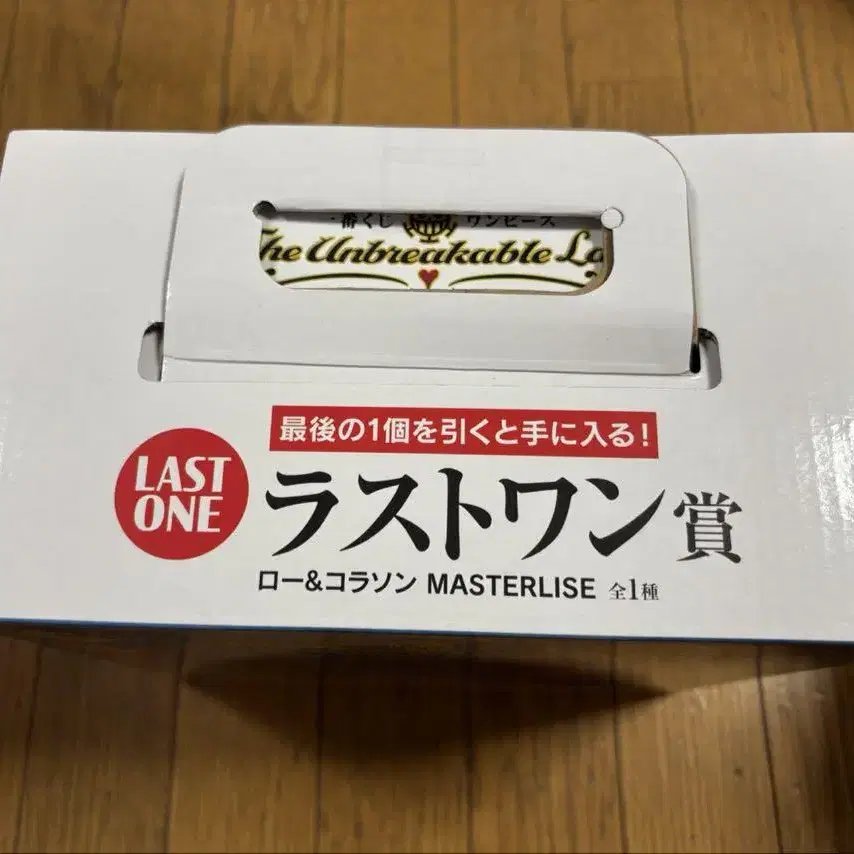 一番くじ ワンピース
The Unbreakable
最後の1個を引くと手に入る!
LAST
ONE
ラストワン賞
ロー&コラソン MASTERLISE 全1種